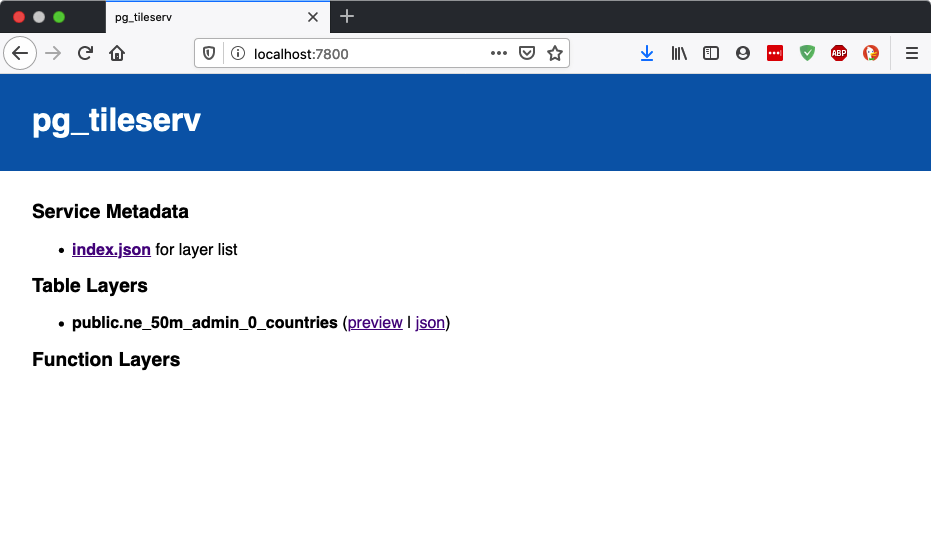 pg_tileserv
localhost:7800
ABP
pg_tileserv
Service Metadata
• index.json for layer list
Table Layers
• public.ne_50m_admin_0_countries (preview | json)
Function Layers